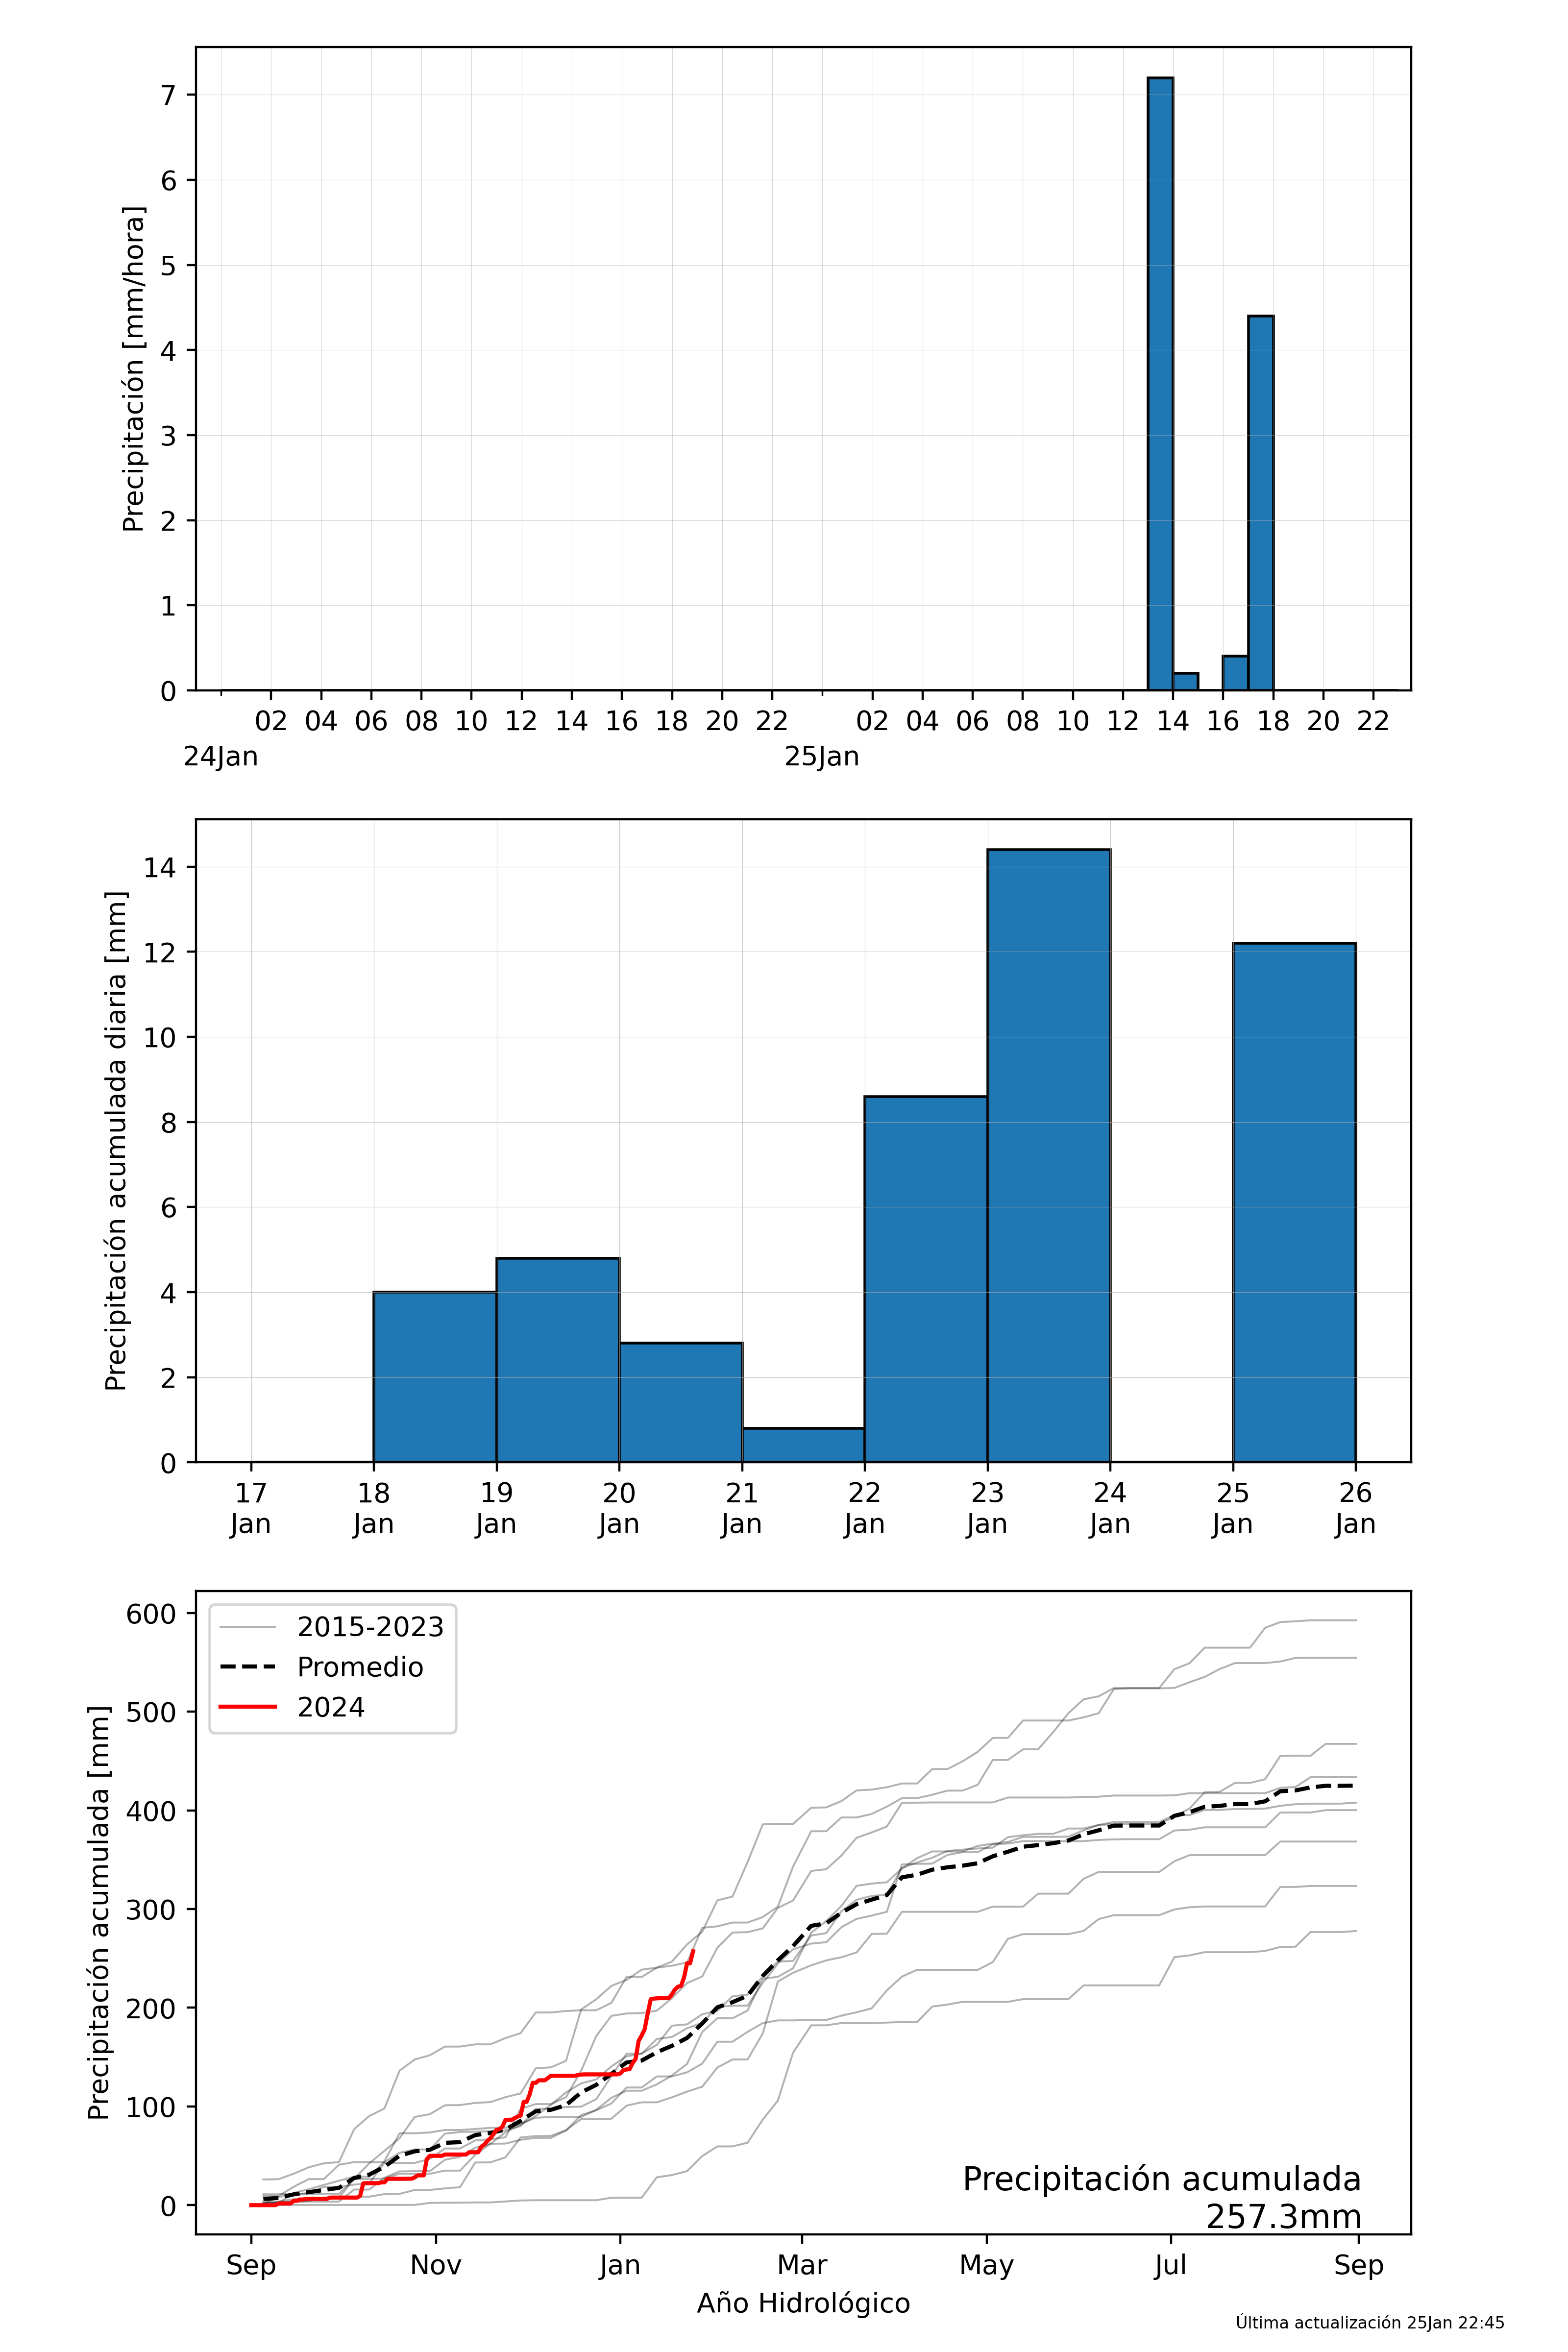 Precipitación [mm/hora]
7
6
5
4
3
2
1
0
02 04 06 08 10 12 14 16 18 20 22 02 04 06 08 10 12 14 16 18 20 22
24Jan 25Jan
Precipitación acumulada diaria [mm]
14
12
10
8
6
4
2
0
17 18 19 20 21 22 23 24 25 26
Jan Jan Jan Jan Jan Jan Jan Jan Jan Jan
Precipitación acumulada [mm]
600
500
400
300
200
100
0
2015-2023
Promedio
2024
Precipitación acumulada
257.3mm
Sep Nov Jan Mar May Jul Sep
Año Hidrológico
Última actualización 25Jan 22:45